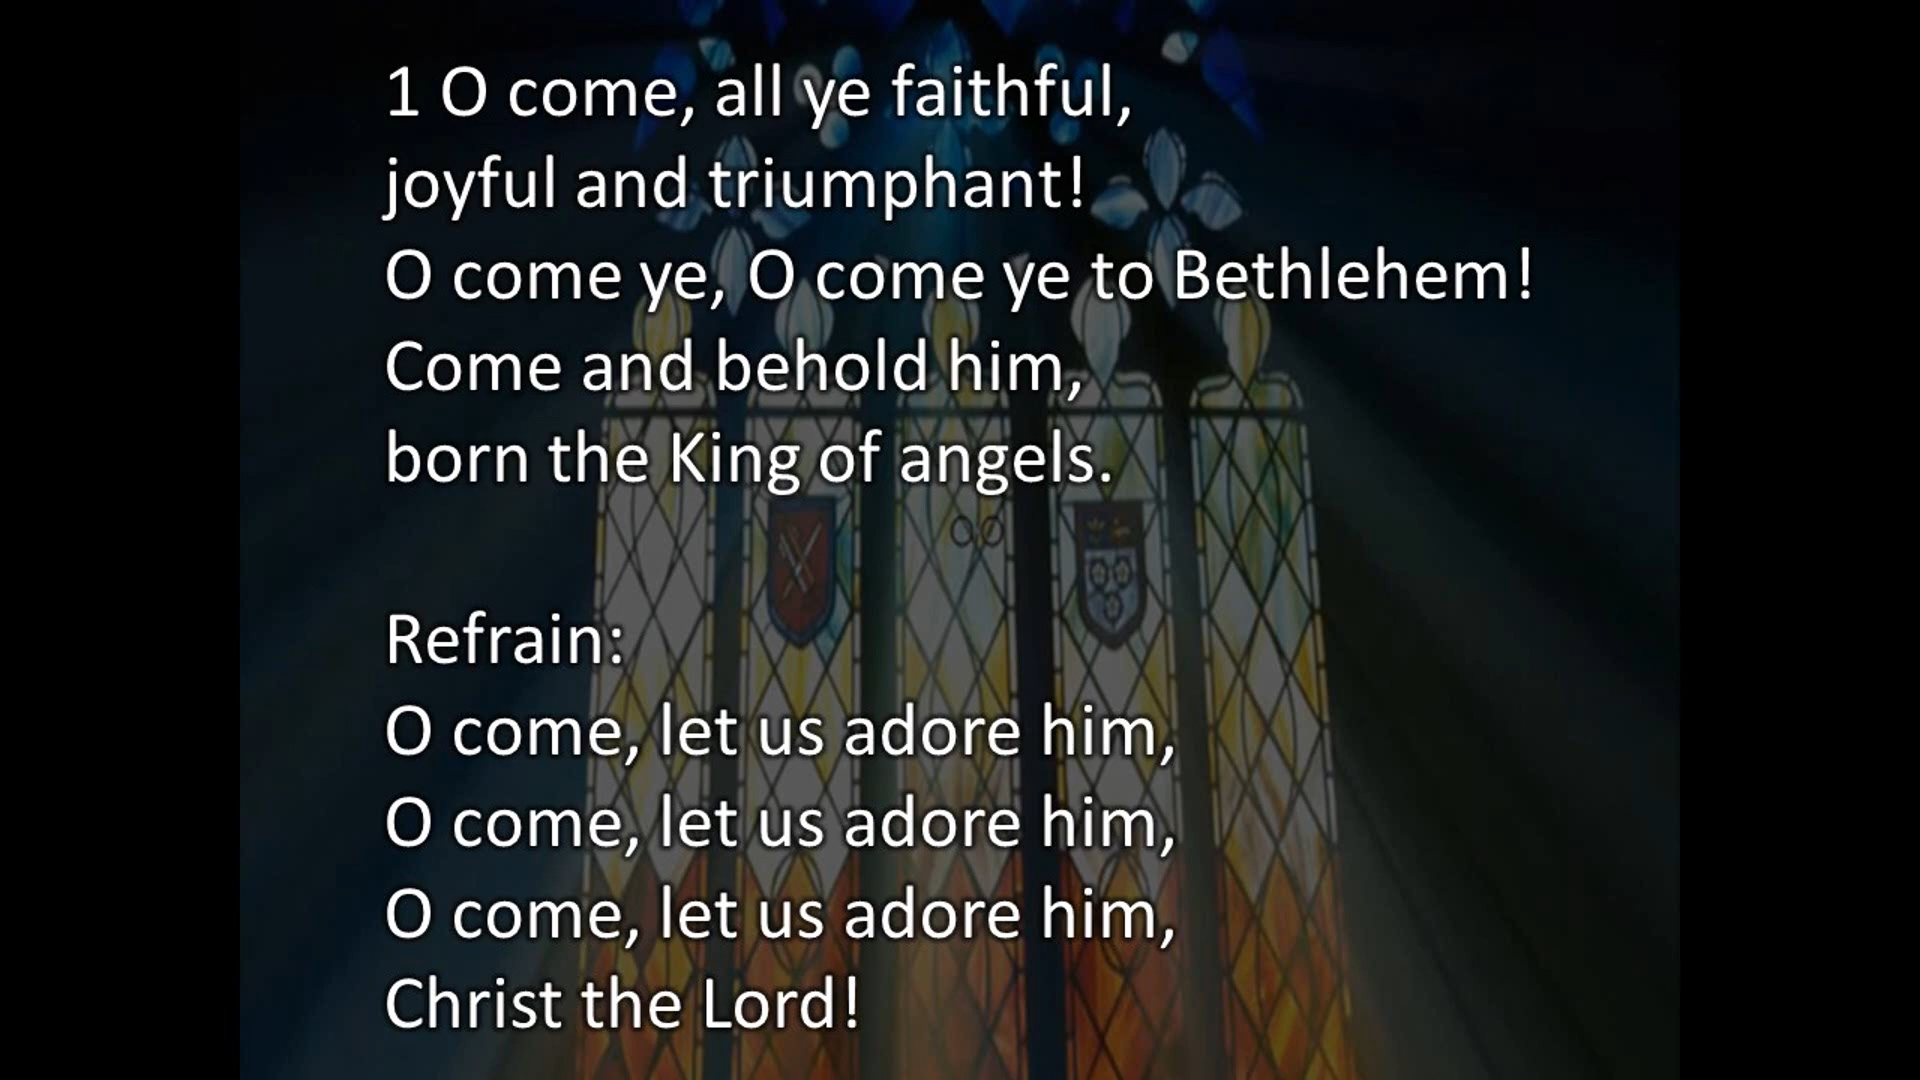 1 O come, all ye faithful,
joyful and triumphant!
O come ye, O come ye to Bethlehem!
Come and behold him,
born the King of angels.
Refrain:
O come, let us adore him,
O come, let us adore him,
O come, let us adore him,
Christ the Lord!